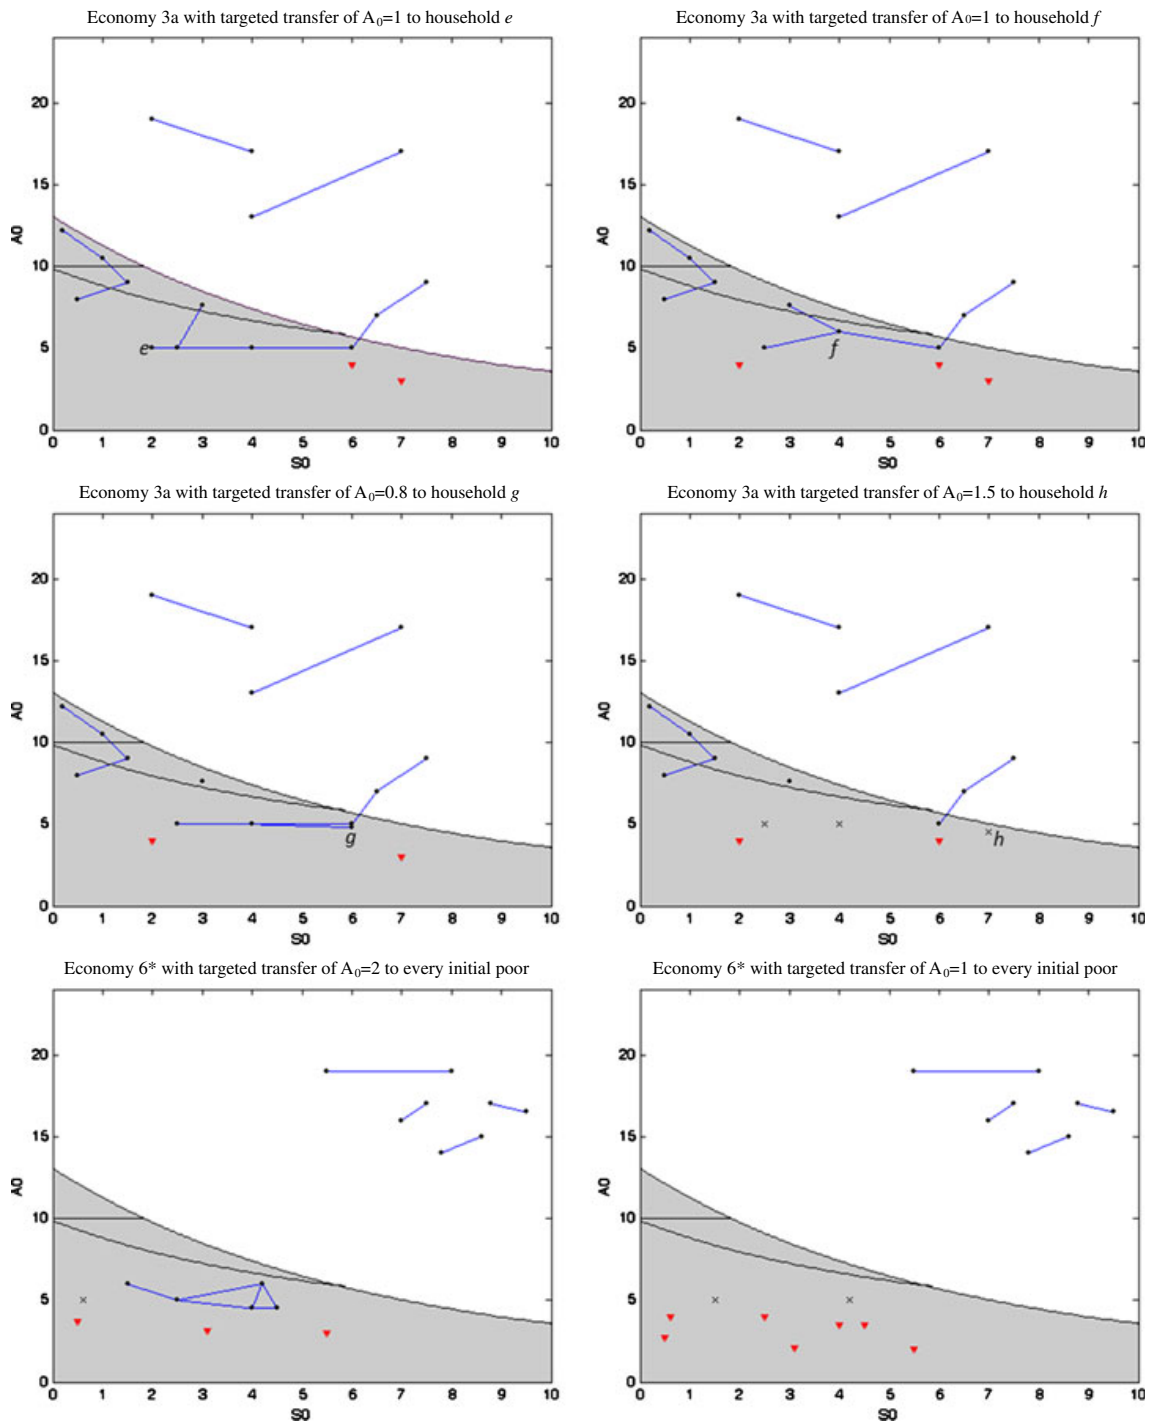 Economy 3a with targeted transfer of A₀=1 to household e
Economy 3a with targeted transfer of A₀=1 to household f
20
15
10
5
0
A0
e
0 1 2 3 4 5 6 7 8 9 10
S0
20
15
10
5
0
A0
f
0 1 2 3 4 5 6 7 8 9 10
S0
Economy 3a with targeted transfer of A₀=0.8 to household g
Economy 3a with targeted transfer of A₀=1.5 to household h
20
15
10
5
0
A0
g
0 1 2 3 4 5 6 7 8 9 10
S0
20
15
10
5
0
A0
h
0 1 2 3 4 5 6 7 8 9 10
S0
Economy 6* with targeted transfer of A₀=2 to every initial poor
Economy 6* with targeted transfer of A₀=1 to every initial poor
20
15
10
5
0
A0
0 1 2 3 4 5 6 7 8 9 10
S0
20
15
10
5
0
A0
0 1 2 3 4 5 6 7 8 9 10
S0